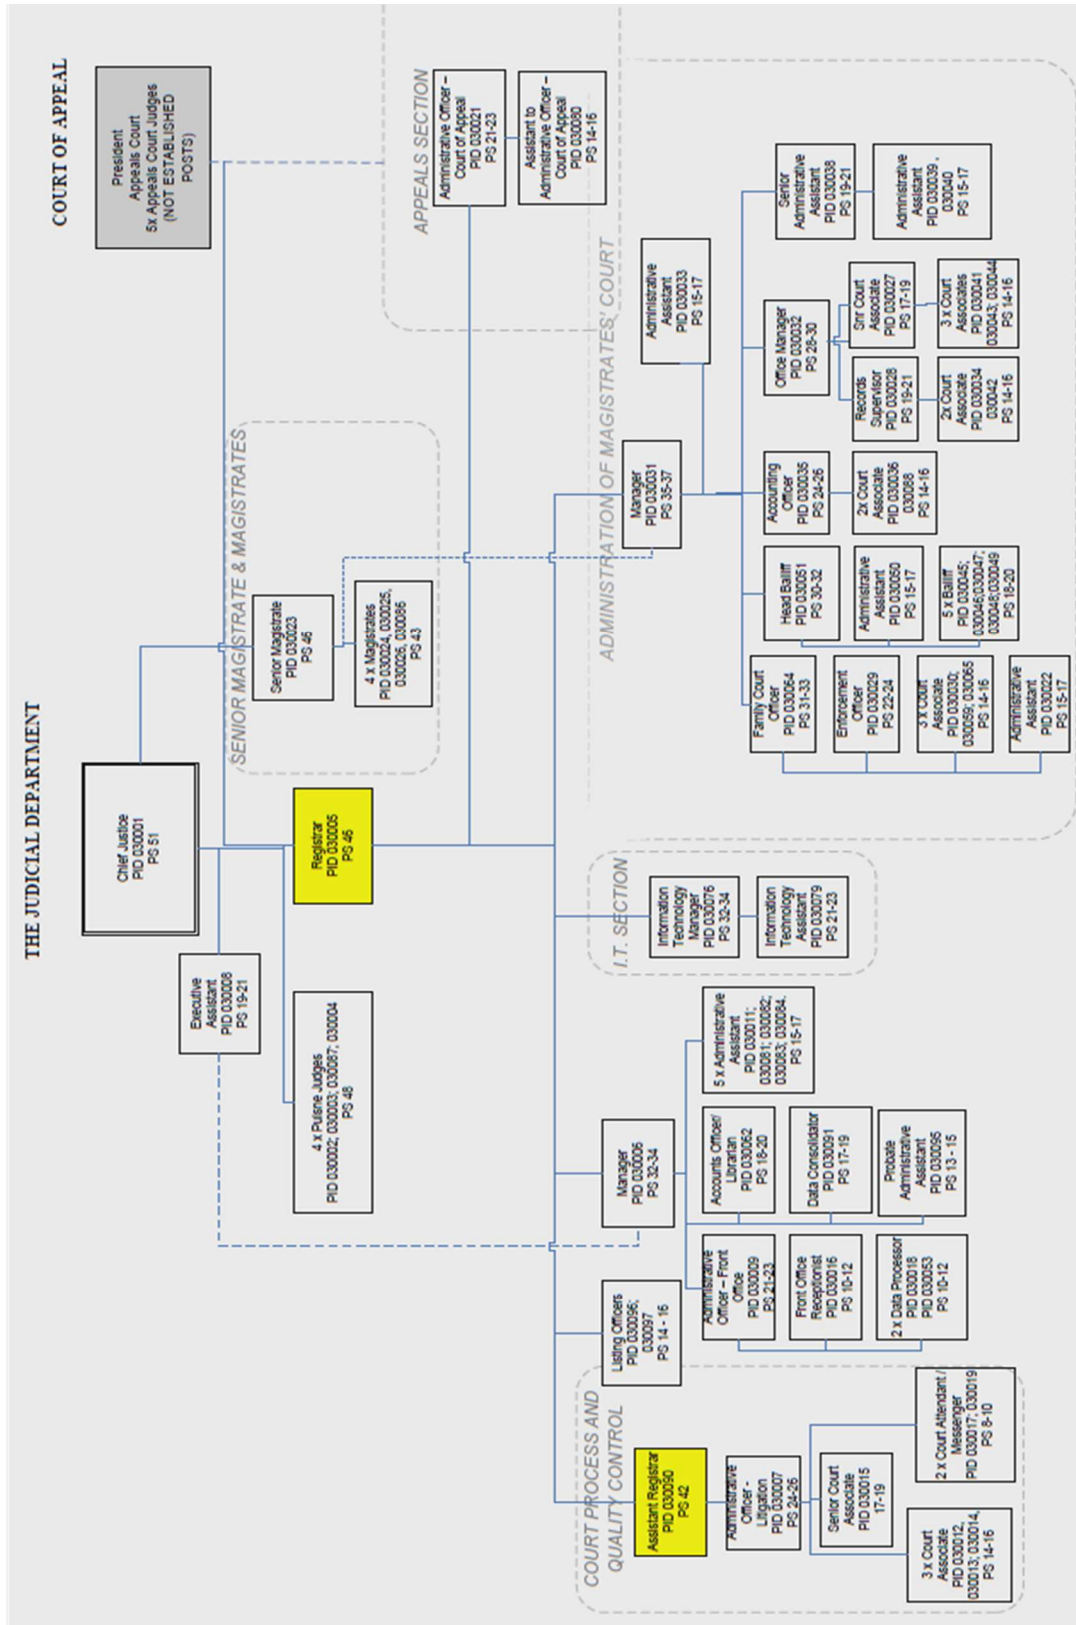 THE JUDICIAL DEPARTMENT
COURT OF APPEAL
Chief Justice
PID 030001
PS 51
President
Appeals Court
5x Appeals Court Judges
(NOT ESTABLISHED
POSTS)
Executive
Assistant
PID 030008
PS 19-21
4 x Puisne Judges
PID 030002; 030003; 030087; 030004
PS 48
Registrar
PID 030005
PS 46
SENIOR MAGISTRATE & MAGISTRATES
Senior Magistrate
PID 030023
PS 46
4 x Magistrates
PID 030024, 030025,
030026, 030086
PS 43
APPEALS SECTION
Administrative Officer –
Court of Appeal
PID 030021
PS 21-23
Assistant to
Administrative Officer –
Court of Appeal
PID 030080
PS 14-16
COURT PROCESS AND
QUALITY CONTROL
Assistant Registrar
PID 030090
PS 42
Administrative
Officer -
Litigation
PID 030007
PS 24-26
Senior Court
Associate
PID 030015
17-19
3 x Court
Associate
PID 030012,
030013; 030014,
PS 14-16
2 x Court Attendant /
Messenger
PID 030017; 030019
PS 8-10
Listing Officers
PID 030096;
030097
PS 14 - 16
Manager
PID 030006
PS 32-34
Administrative
Officer – Front
Office
PID 030009
PS 21-23
Front Office
Receptionist
PID 030016
PS 10-12
2 x Data Processor
PID 030018
PID 030053
PS 10-12
Accounts Officer/
Librarian
PID 030062
PS 18-20
Data Consolidator
PID 030091
PS 17-19
Probate
Administrative
Assistant
PID 030095
PS 13 - 15
5 x Administrative
Assistant
PID 030011;
030081; 030082;
030083; 030084.
PS 15-17
I.T. SECTION
Information
Technology
Manager
PID 030076
PS 32-34
Information
Technology
Assistant
PID 030079
PS 21-23
ADMINISTRATION OF MAGISTRATES' COURT
Manager
PID 030031
PS 35-37
Administrative
Assistant
PID 030033
PS 15-17
Family Court
Officer
PID 030064
PS 31-33
Enforcement
Officer
PID 030029
PS 22-24
3 x Court
Associate
PID 030030;
030059; 030065
PS 14-16
Administrative
Assistant
PID 030022
PS 15-17
Head Bailiff
PID 030051
PS 30-32
Administrative
Assistant
PID 030050
PS 15-17
5 x Bailiff
PID 030045;
030046;030047;
030048;030049
PS 18-20
Accounting
Officer
PID 030035
PS 24-26
2x Court
Associate
PID 030036
030088
PS 14-16
Office Manager
PID 030032
PS 28-30
Records
Supervisor
PID 030028
PS 19-21
2x Court
Associate
PID 030034
030042
PS 14-16
Snr Court
Associate
PID 030027
PS 17-19
3 x Court
Associates
PID 030041
030043; 030044
PS 14-16
Senior
Administrative
Assistant
PID 030038
PS 19-21
Administrative
Assistant
PID 030039 ,
030040
PS 15-17